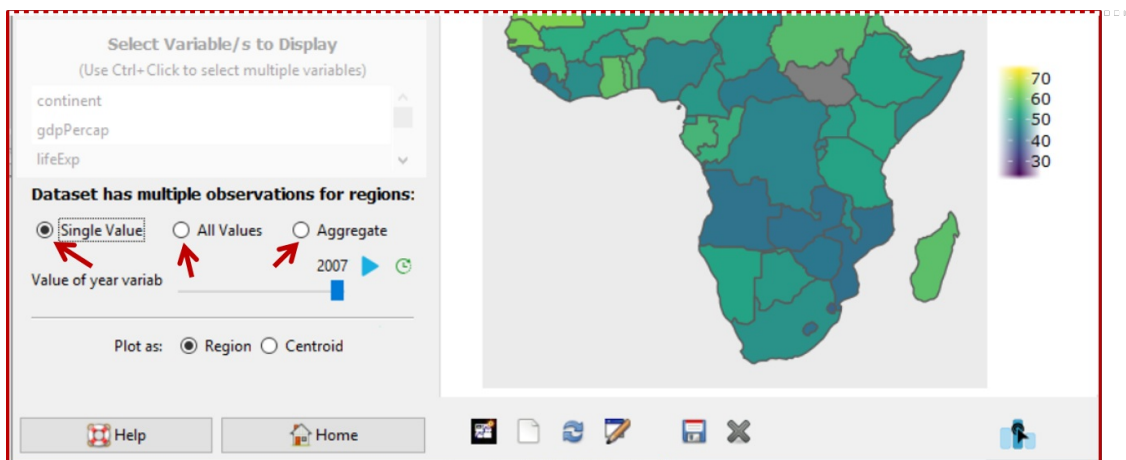 Select Variable/s to Display
(Use Ctrl+Click to select multiple variables)
continent
gdpPercap
lifeExp
Dataset has multiple observations for regions:
Single Value All Values Aggregate
2007
Value of year variab
Plot as: Region Centroid
Help Home
70
60
50
40
30